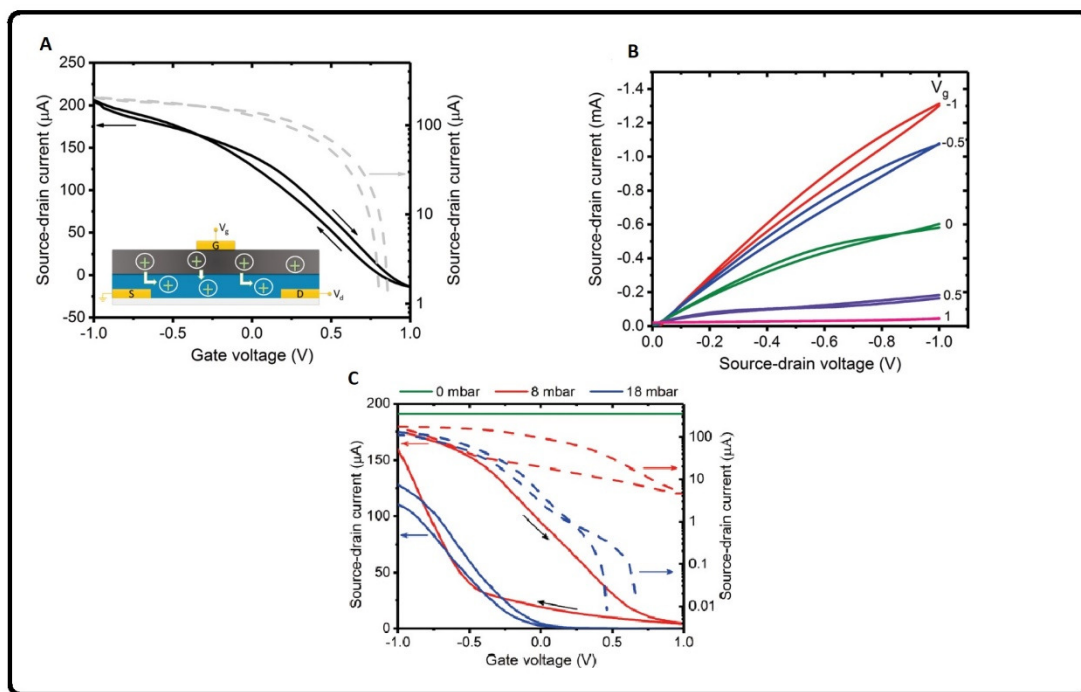 A
Source-drain current (µA)
250
200
150
100
50
0
-50
-1.0
-0.5
0.0
0.5
1.0
Gate voltage (V)
100
10
1
Source-drain current (µA)
Vg
G
+ + + +
+ + +
S
D
Vd
B
Source-drain current (mA)
-1.4
-1.2
-1.0
-0.8
-0.6
-0.4
-0.2
0.0
0.0
-0.2
-0.4
-0.6
-0.8
-1.0
Source-drain voltage (V)
Vg
-1
-0.5
0
0.5
1
C
0 mbar 8 mbar 18 mbar
Source-drain current (µA)
200
150
100
50
0
-1.0
-0.5
0.0
0.5
1.0
Gate voltage (V)
100
10
1
0.1
0.01
Source-drain current (µA)